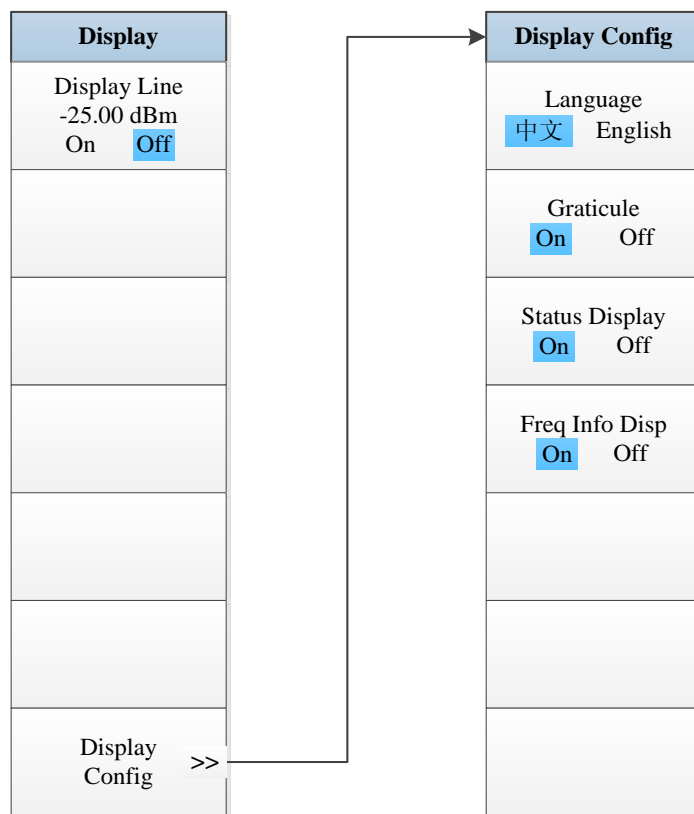 Display
Display Line
-25.00 dBm
On Off
Display
Config >>
Display Config
Language
中文 English
Graticule
On Off
Status Display
On Off
Freq Info Disp
On Off